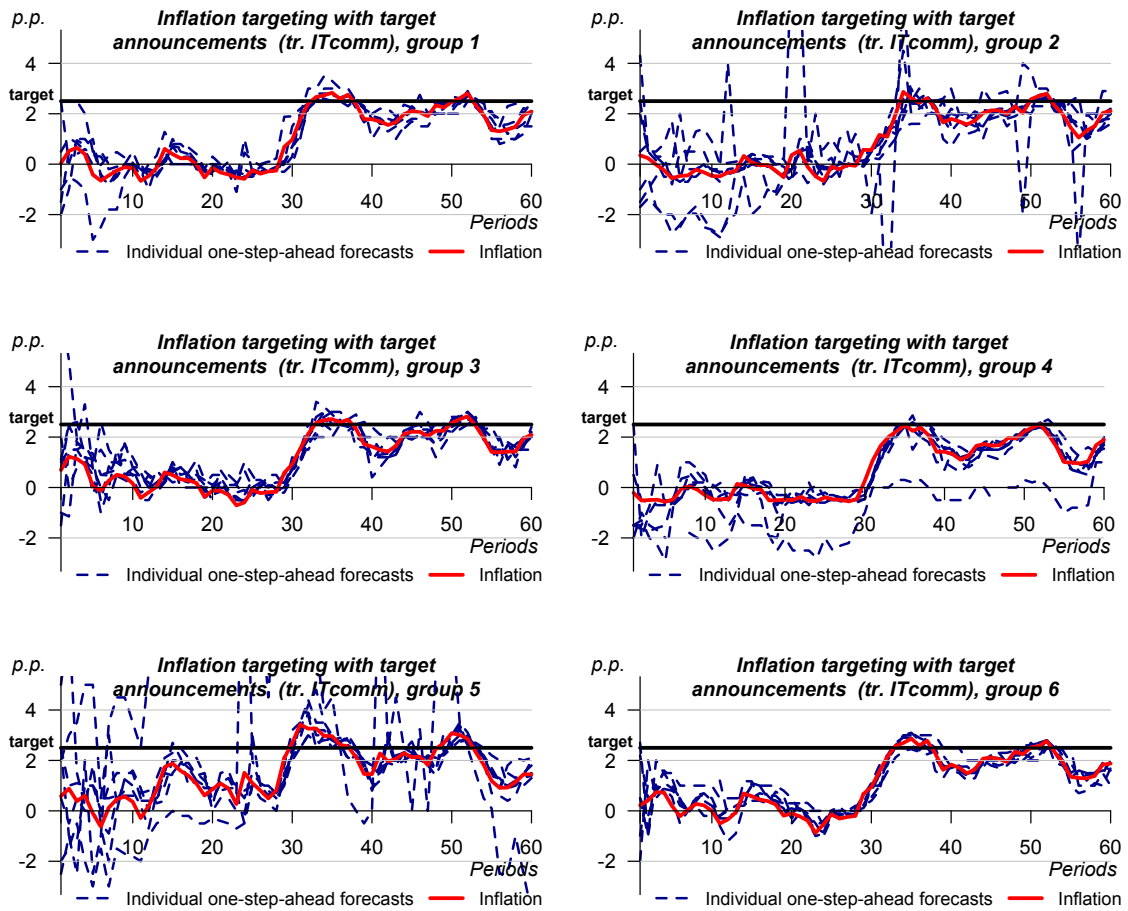 p.p.
Inflation targeting with target
announcements (tr. ITcomm), group 1
4
target
2
0
-2
10 20 30 40 50 60
Periods
Individual one-step-ahead forecasts Inflation
p.p.
Inflation targeting with target
announcements (tr. ITcomm), group 2
4
target
2
0
-2
10 20 30 40 50 60
Periods
Individual one-step-ahead forecasts Inflation
p.p.
Inflation targeting with target
announcements (tr. ITcomm), group 3
4
target
2
0
-2
10 20 30 40 50 60
Periods
Individual one-step-ahead forecasts Inflation
p.p.
Inflation targeting with target
announcements (tr. ITcomm), group 4
4
target
2
0
-2
10 20 30 40 50 60
Periods
Individual one-step-ahead forecasts Inflation
p.p.
Inflation targeting with target
announcements (tr. ITcomm), group 5
4
target
2
0
-2
10 20 30 40 50 60
Periods
Individual one-step-ahead forecasts Inflation
p.p.
Inflation targeting with target
announcements (tr. ITcomm), group 6
4
target
2
0
-2
10 20 30 40 50 60
Periods
Individual one-step-ahead forecasts Inflation